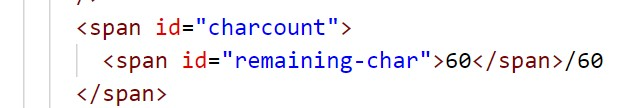 <span id="charcount">
<span id="remaining-char">60</span>/60
</span>